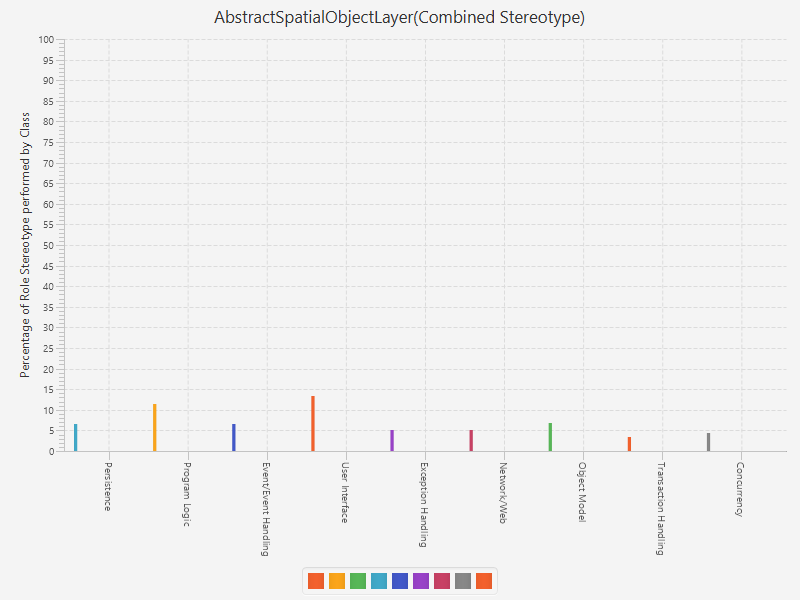 AbstractSpatialObjectLayer(Combined Stereotype)
Percentage of Role Stereotype performed by Class
100
95
90
85
80
75
70
65
60
55
50
45
40
35
30
25
20
15
10
5
0
Persistence
Program Logic
Event/Event Handling
User Interface
Exception Handling
Network/Web
Object Model
Transaction Handling
Concurrency